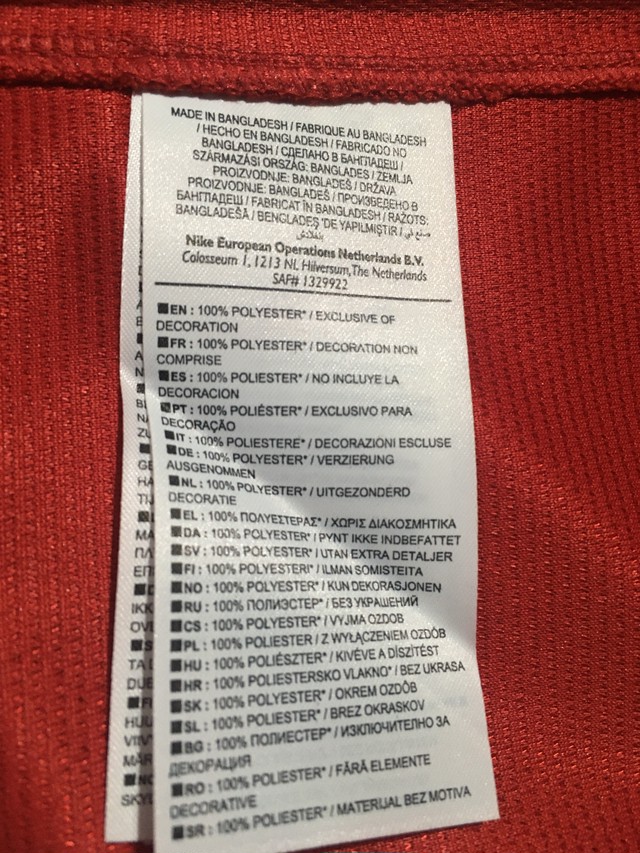 MADE IN BANGLADESH / FABRIQUE AU BANGLADESH
/ HECHO EN BANGLADESH / FABRICADO NO
BANGLADESH / СДЕЛАНО В БАНГЛАДЕШ /
SZÁRMAZÁSI ORSZÁG: BANGLADES / ZEMLJA
PROIZVODNJE: BANGLADEŠ / DRŽAVA
PROIZVODNJE: BANGLADEŠ / ПРОИЗВЕДЕНО В
БАНГЛАДЕШ / FABRICAT ÎN BANGLADESH / RAŽOTS:
BANGLADEŠĀ / BENGLADEŞ 'DE YAPILMIŞTIR / صنع في
بنغلادش
Nike European Operations Netherlands B.V.
Colosseum 1, 1213 NL Hilversum, The Netherlands
SAF# 1329922
EN : 100% POLYESTER* / EXCLUSIVE OF
DECORATION
FR : 100% POLYESTER* / DECORATION NON
COMPRISE
ES : 100% POLIESTER* / NO INCLUYE LA
DECORACION
PT : 100% POLIÉSTER* / EXCLUSIVO PARA
DECORAÇÃO
IT : 100% POLIESTERE* / DECORAZIONI ESCLUSE
DE : 100% POLYESTER* / VERZIERUNG
AUSGENOMMEN
NL : 100% POLYESTER* / UITGEZONDERD
DECORATIE
EL : 100% ΠΟΛΥΕΣΤΕΡΑΣ* / ΧΩΡΙΣ ΔΙΑΚΟΣΜΗΤΙΚΑ
DA : 100% POLYESTER* / PYNT IKKE INDBEFATTET
SV : 100% POLYESTER* / UTAN EXTRA DETALJER
FI : 100% POLYESTERI* / ILMAN SOMISTEITA
NO : 100% POLYESTER* / KUN DEKORASJONEN
RU : 100% ПОЛИЭСТЕР* / БЕЗ УКРАШЕНИЙ
CS : 100% POLYESTER* / VYJMA OZDOB
PL : 100% POLIESTER / Z WYŁĄCZENIEM OZDÓB
HU : 100% POLIÉSZTER* / KIVÉVE A DÍSZÍTÉST
HR : 100% POLIESTERSKO VLAKNO* / BEZ UKRASA
SK : 100% POLYESTER* / OKREM OZDÔB
SL : 100% POLIESTER* / BREZ OKRASKOV
BG : 100% ПОЛИЕСТЕР* / ИЗКЛЮЧИТЕЛНО ЗА
ДЕКОРАЦИЯ
RO : 100% POLIESTER* / FĂRĂ ELEMENTE
DECORATIVE
SR : 100% POLIESTER* / MATERIJAL BEZ MOTIVA